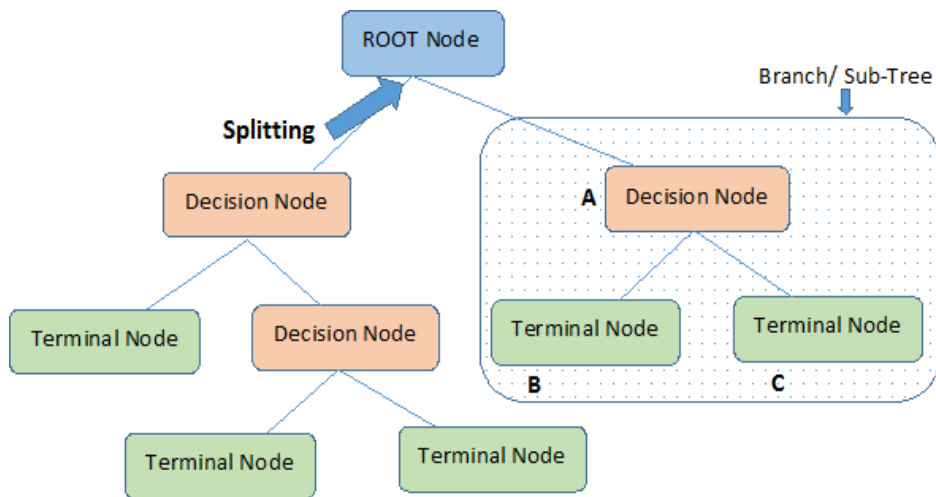 ROOT Node
Branch/ Sub-Tree
Splitting
Decision Node
A
Decision Node
Terminal Node
Decision Node
Terminal Node
Terminal Node
B
C
Terminal Node
Terminal Node